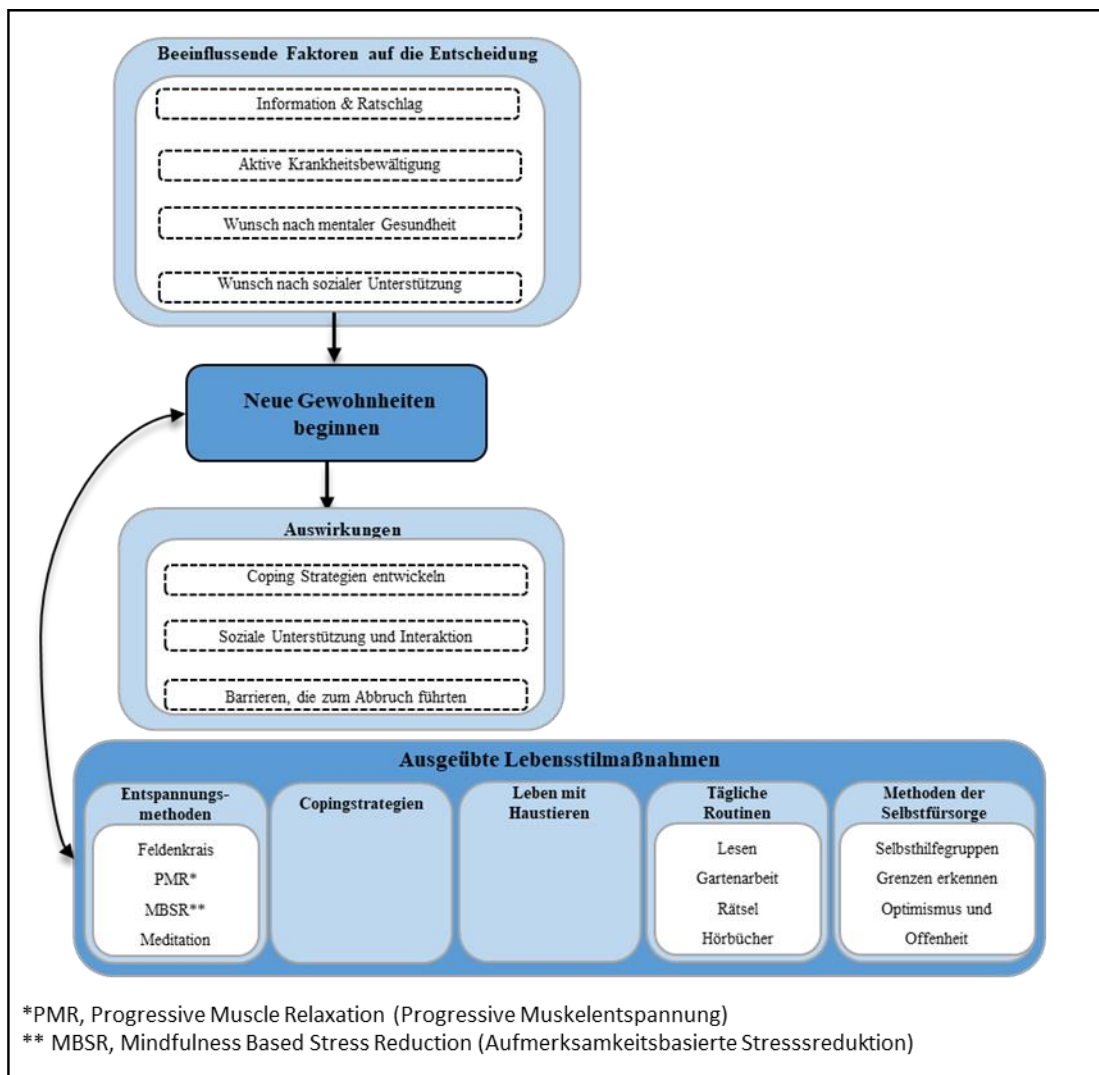 Beeinflussende Faktoren auf die Entscheidung
Information & Ratschlag
Aktive Krankheitsbewältigung
Wunsch nach mentaler Gesundheit
Wunsch nach sozialer Unterstützung
Neue Gewohnheiten
beginnen
Auswirkungen
Coping Strategien entwickeln
Soziale Unterstützung und Interaktion
Barrieren, die zum Abbruch führten
Ausgeübte Lebensstilmaßnahmen
Entspannungs-
methoden
Feldenkrais
PMR*
MBSR**
Meditation
Copingstrategien
Leben mit
Haustieren
Tägliche
Routinen
Lesen
Gartenarbeit
Rätsel
Hörbücher
Methoden der
Selbstfürsorge
Selbsthilfegruppen
Grenzen erkennen
Optimismus und
Offenheit
*PMR, Progressive Muscle Relaxation (Progressive Muskelentspannung)
** MBSR, Mindfulness Based Stress Reduction (Aufmerksamkeitsbasierte Stresssreduktion)